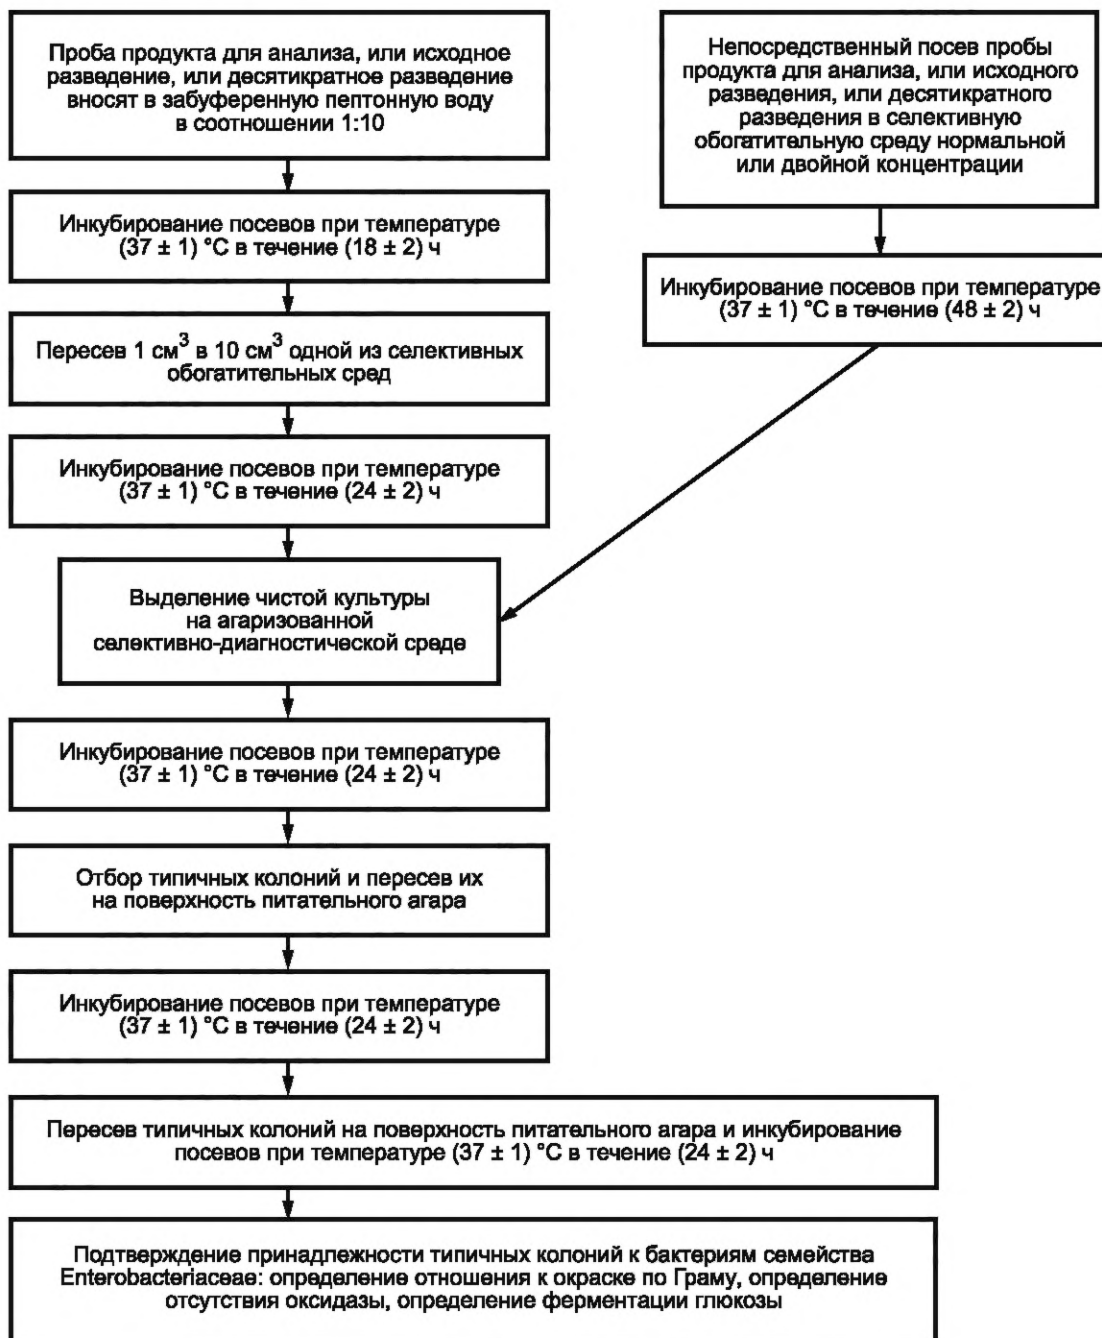 Проба продукта для анализа, или исходное
разведение, или десятикратное разведение
вносят в забуференную пептонную воду
в соотношении 1:10
Непосредственный посев пробы
продукта для анализа, или исходного
разведения, или десятикратного
разведения в селективную
обогатительную среду нормальной
или двойной концентрации
Инкубирование посевов при температуре
(37 ± 1) °С в течение (18 ± 2) ч
Инкубирование посевов при температуре
(37 ± 1) °С в течение (48 ± 2) ч
Пересев 1 см³ в 10 см³ одной из селективных
обогатительных сред
Инкубирование посевов при температуре
(37 ± 1) °С в течение (24 ± 2) ч
Выделение чистой культуры
на агаризованной
селективно-диагностической среде
Инкубирование посевов при температуре
(37 ± 1) °С в течение (24 ± 2) ч
Отбор типичных колоний и пересев их
на поверхность питательного агара
Инкубирование посевов при температуре
(37 ± 1) °С в течение (24 ± 2) ч
Пересев типичных колоний на поверхность питательного агара и инкубирование
посевов при температуре (37 ± 1) °С в течение (24 ± 2) ч
Подтверждение принадлежности типичных колоний к бактериям семейства
Enterobacteriaceae: определение отношения к окраске по Граму, определение
отсутствия оксидазы, определение ферментации глюкозы